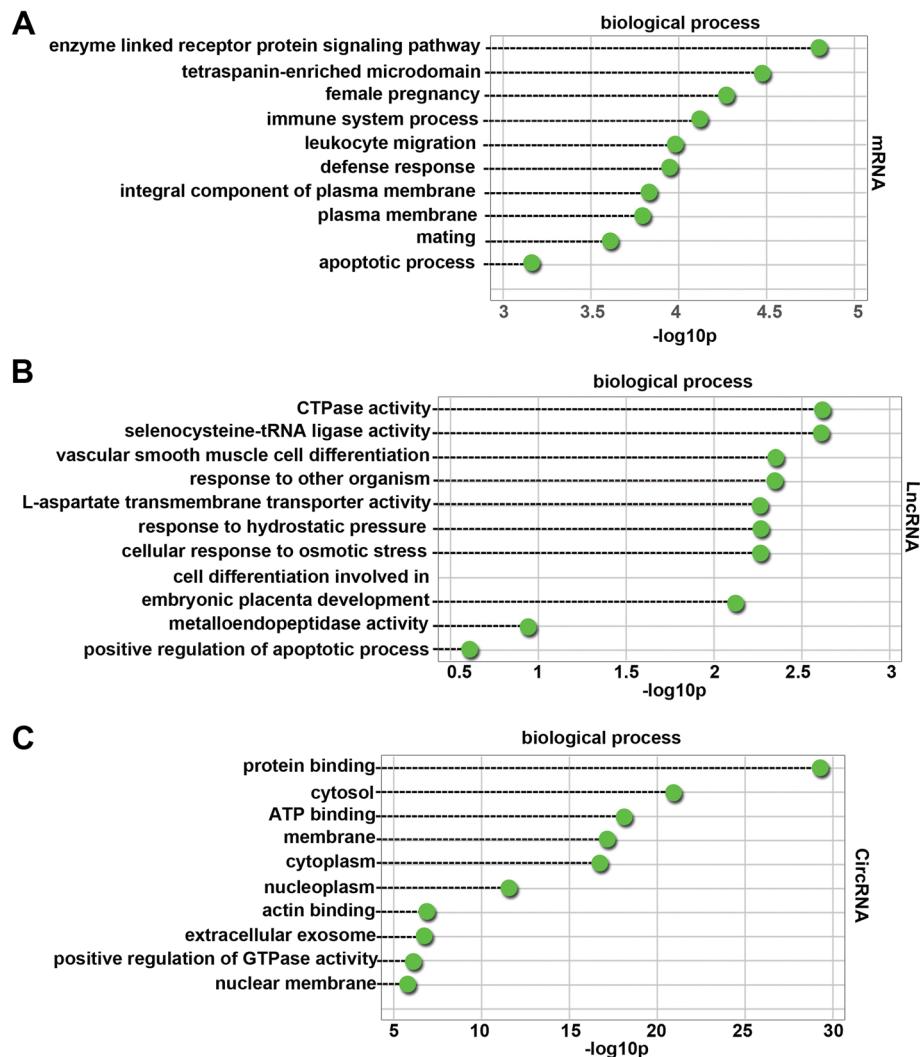 A
biological process
enzyme linked receptor protein signaling pathway
tetraspanin-enriched microdomain
female pregnancy
immune system process
leukocyte migration
defense response
integral component of plasma membrane
plasma membrane
mating
apoptotic process
mRNA
3 3.5 4 4.5 5
-log10p
B
biological process
CTPase activity
selenocysteine-tRNA ligase activity
vascular smooth muscle cell differentiation
response to other organism
L-aspartate transmembrane transporter activity
response to hydrostatic pressure
cellular response to osmotic stress
cell differentiation involved in
embryonic placenta development
metalloendopeptidase activity
positive regulation of apoptotic process
LncRNA
0.5 1 1.5 2 2.5 3
-log10p
C
biological process
protein binding
cytosol
ATP binding
membrane
cytoplasm
nucleoplasm
actin binding
extracellular exosome
positive regulation of GTPase activity
nuclear membrane
CircRNA
5 10 15 20 25 30
-log10p